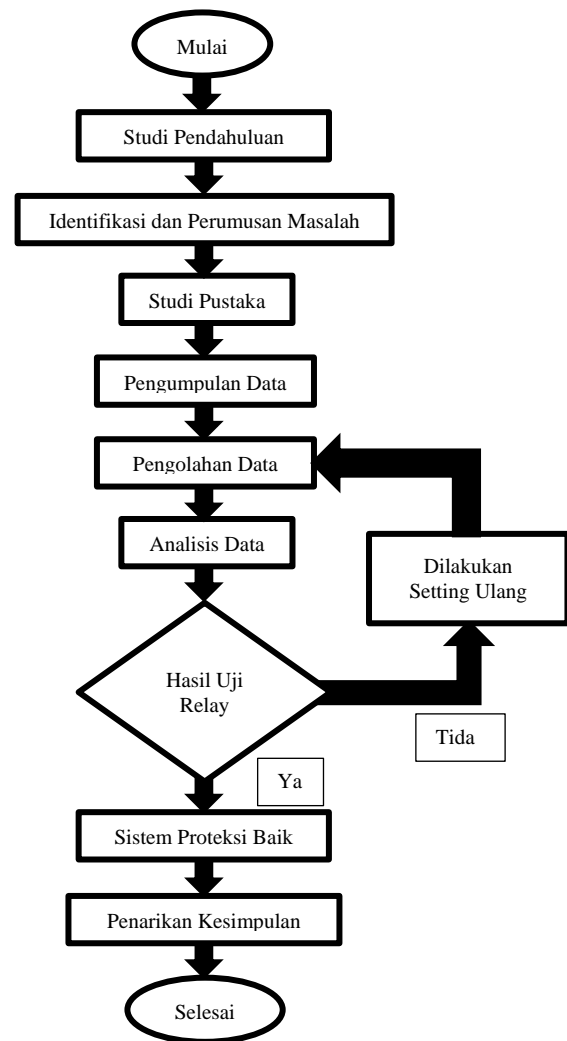 Mulai
Studi Pendahuluan
Identifikasi dan Perumusan Masalah
Studi Pustaka
Pengumpulan Data
Pengolahan Data
Analisis Data
Dilakukan
Setting Ulang
Hasil Uji
Relay
Tida
Ya
Sistem Proteksi Baik
Penarikan Kesimpulan
Selesai